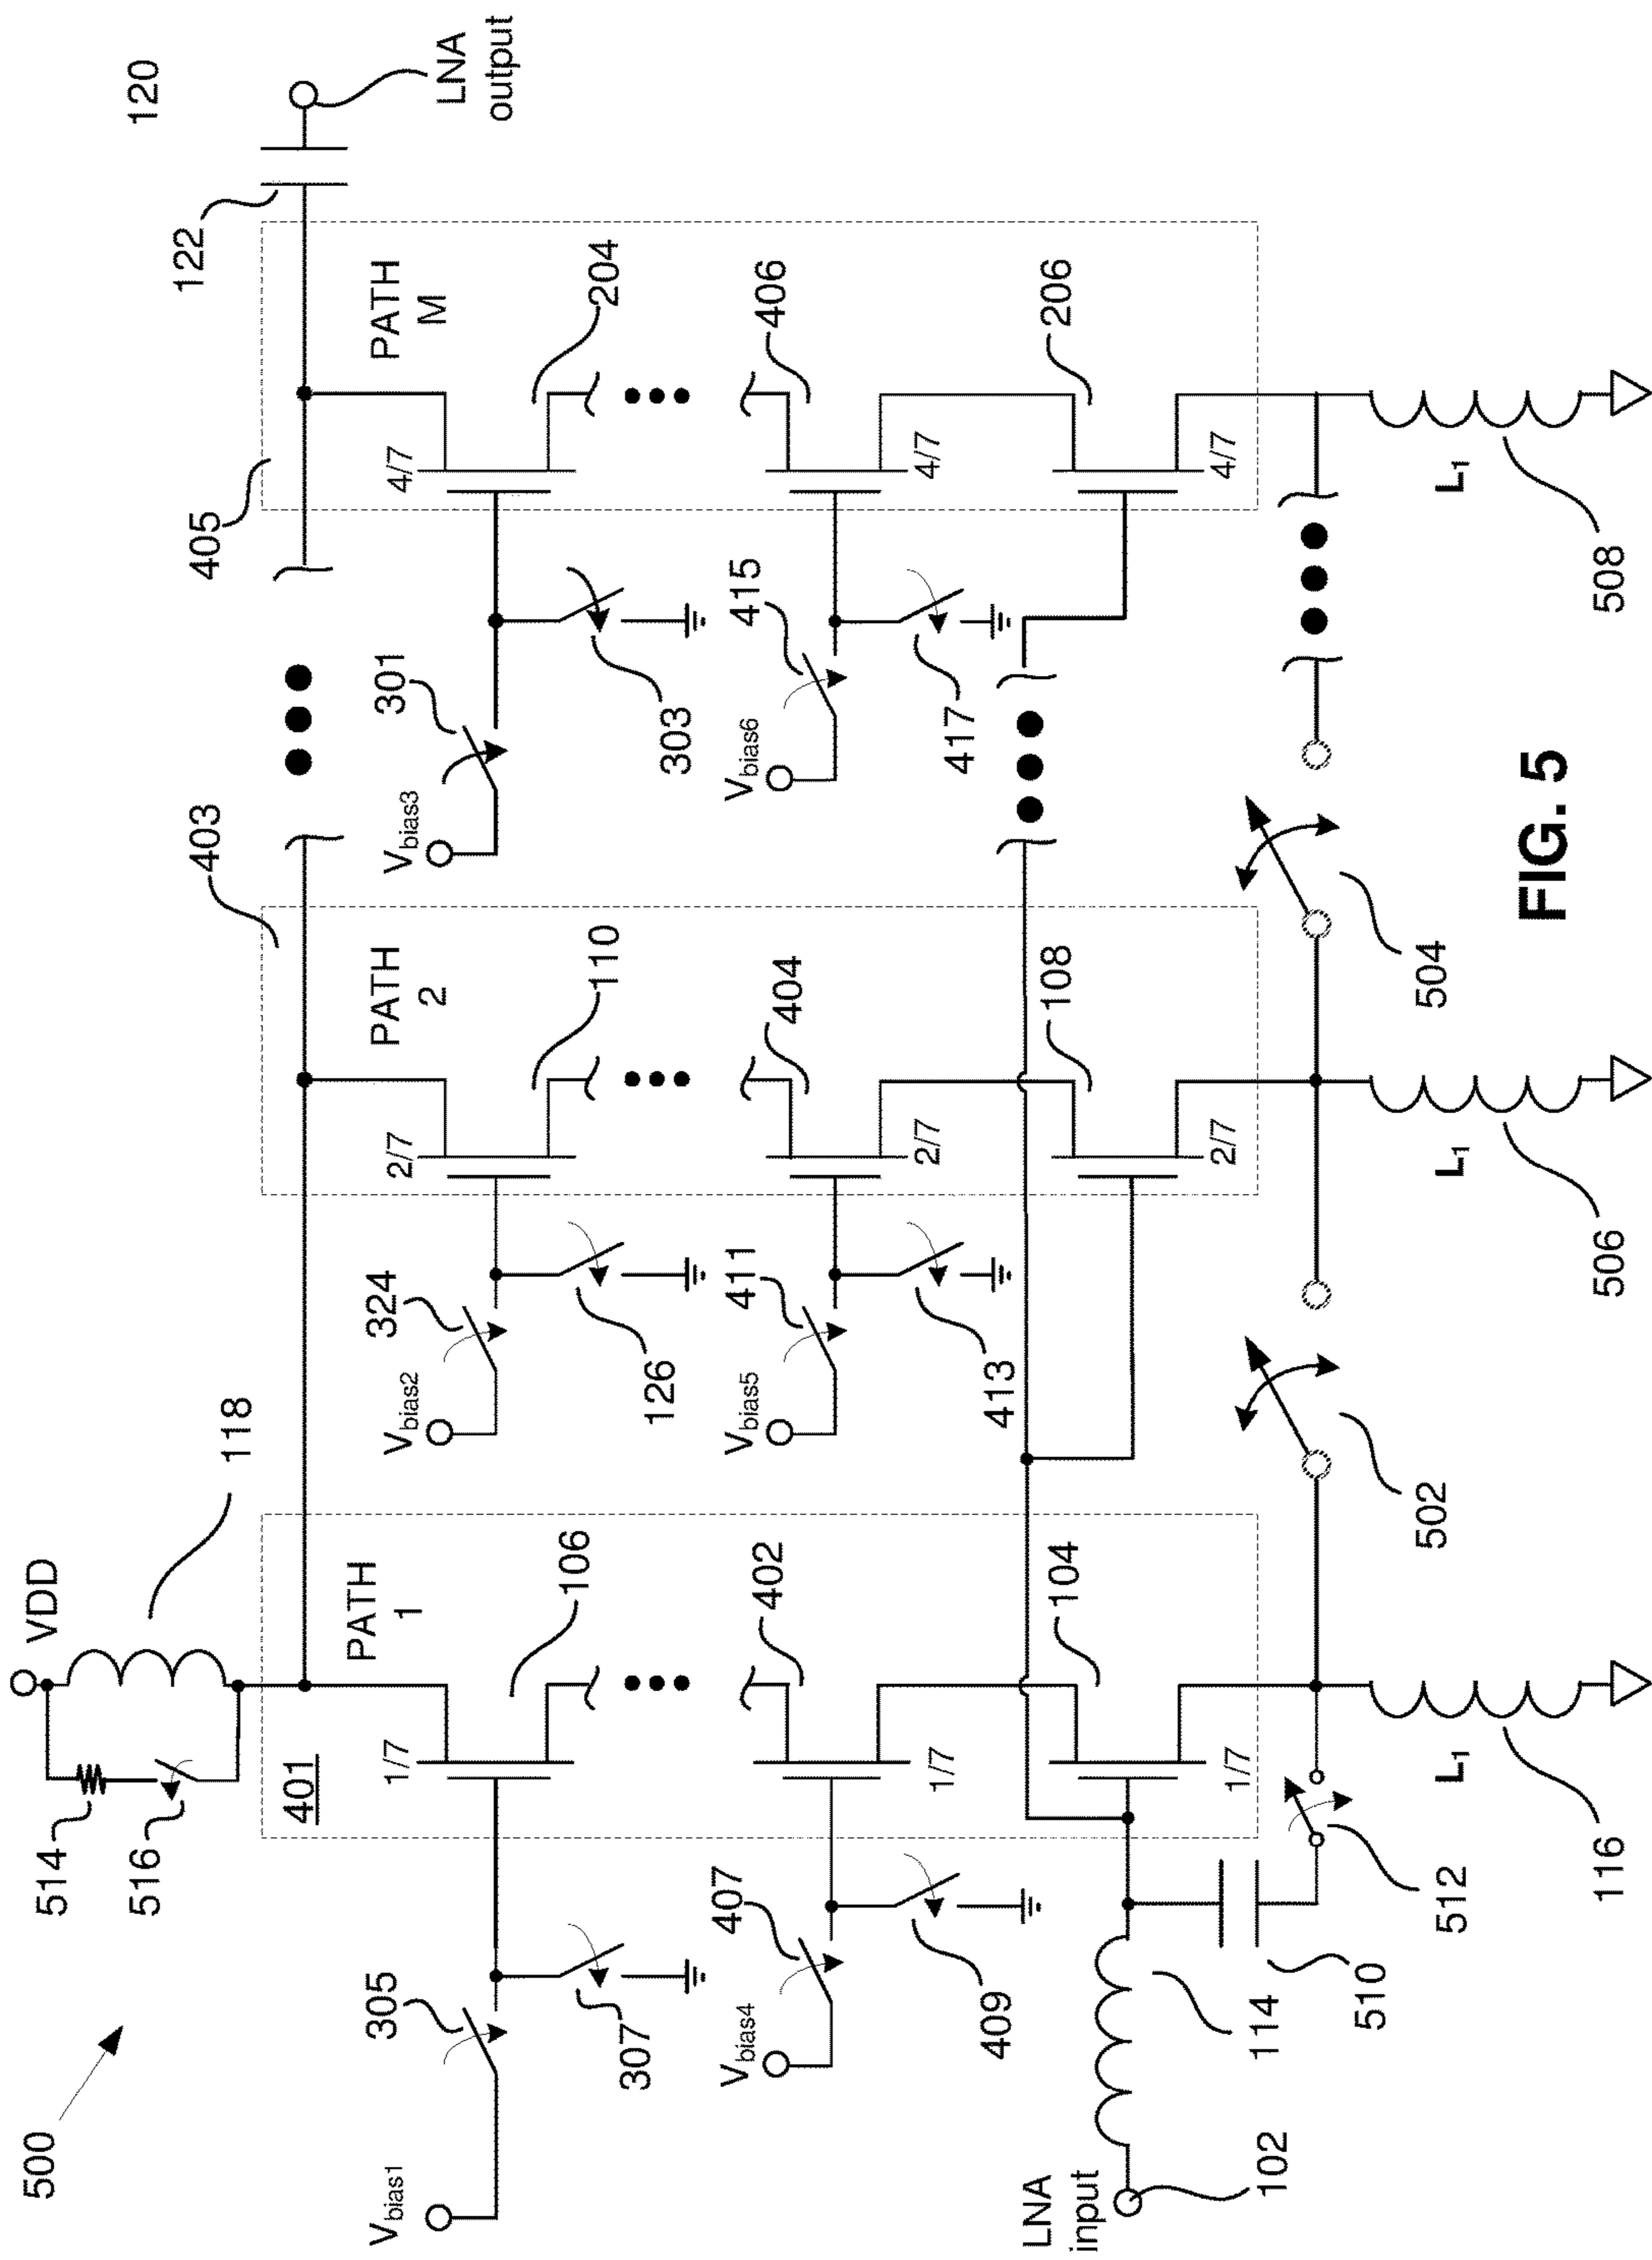 500
VDD
118
514
516
401
PATH
1
403
PATH
2
405
PATH
M
122
120
LNA
output
1/7
106
2/7
110
4/7
204
Vbias1
305
307
Vbias2
324
126
Vbias3
301
303
402
404
406
1/7
2/7
4/7
Vbias4
407
409
Vbias5
411
413
Vbias6
415
417
104
108
206
1/7
2/7
4/7
LNA
input
102
114
510
512
502
504
L1
L1
L1
116
506
508
FIG. 5